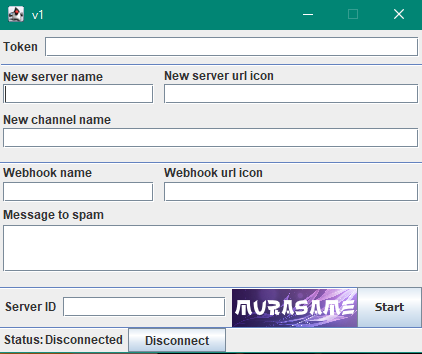 v1
Token
New server name New server url icon
New channel name
Webhook name Webhook url icon
Message to spam
Server ID MURASAME Start
Status: Disconnected Disconnect